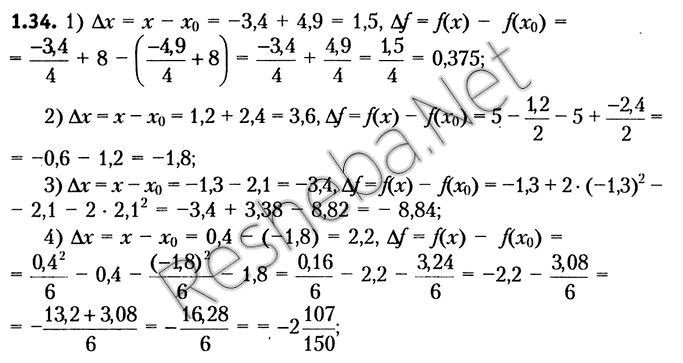 1.34. 1) Δx = x − x₀ = −3,4 + 4,9 = 1,5, Δf = f(x) − f(x₀) =
= −3,4/4 + 8 − (−4,9/4 + 8) = −3,4/4 + 4,9/4 = 1,5/4 = 0,375;
2) Δx = x − x₀ = 1,2 + 2,4 = 3,6, Δf = f(x) − f(x₀) = 5 − 1,2/2 − 5 + −2,4/2 =
= −0,6 − 1,2 = −1,8;
3) Δx = x − x₀ = −1,3 − 2,1 = −3,4, Δf = f(x) − f(x₀) = −1,3 + 2 · (−1,3)² −
− 2,1 − 2 · 2,1² = −3,4 + 3,38 − 8,82 = − 8,84;
4) Δx = x − x₀ = 0,4 − (−1,8) = 2,2, Δf = f(x) − f(x₀) =
= 0,4²/6 − 0,4 − (−1,8)²/6 − 1,8 = 0,16/6 − 2,2 − 3,24/6 = −2,2 − 3,08/6 =
= −13,2 + 3,08/6 = −16,28/6 = = −2 107/150;
Resheba.Net